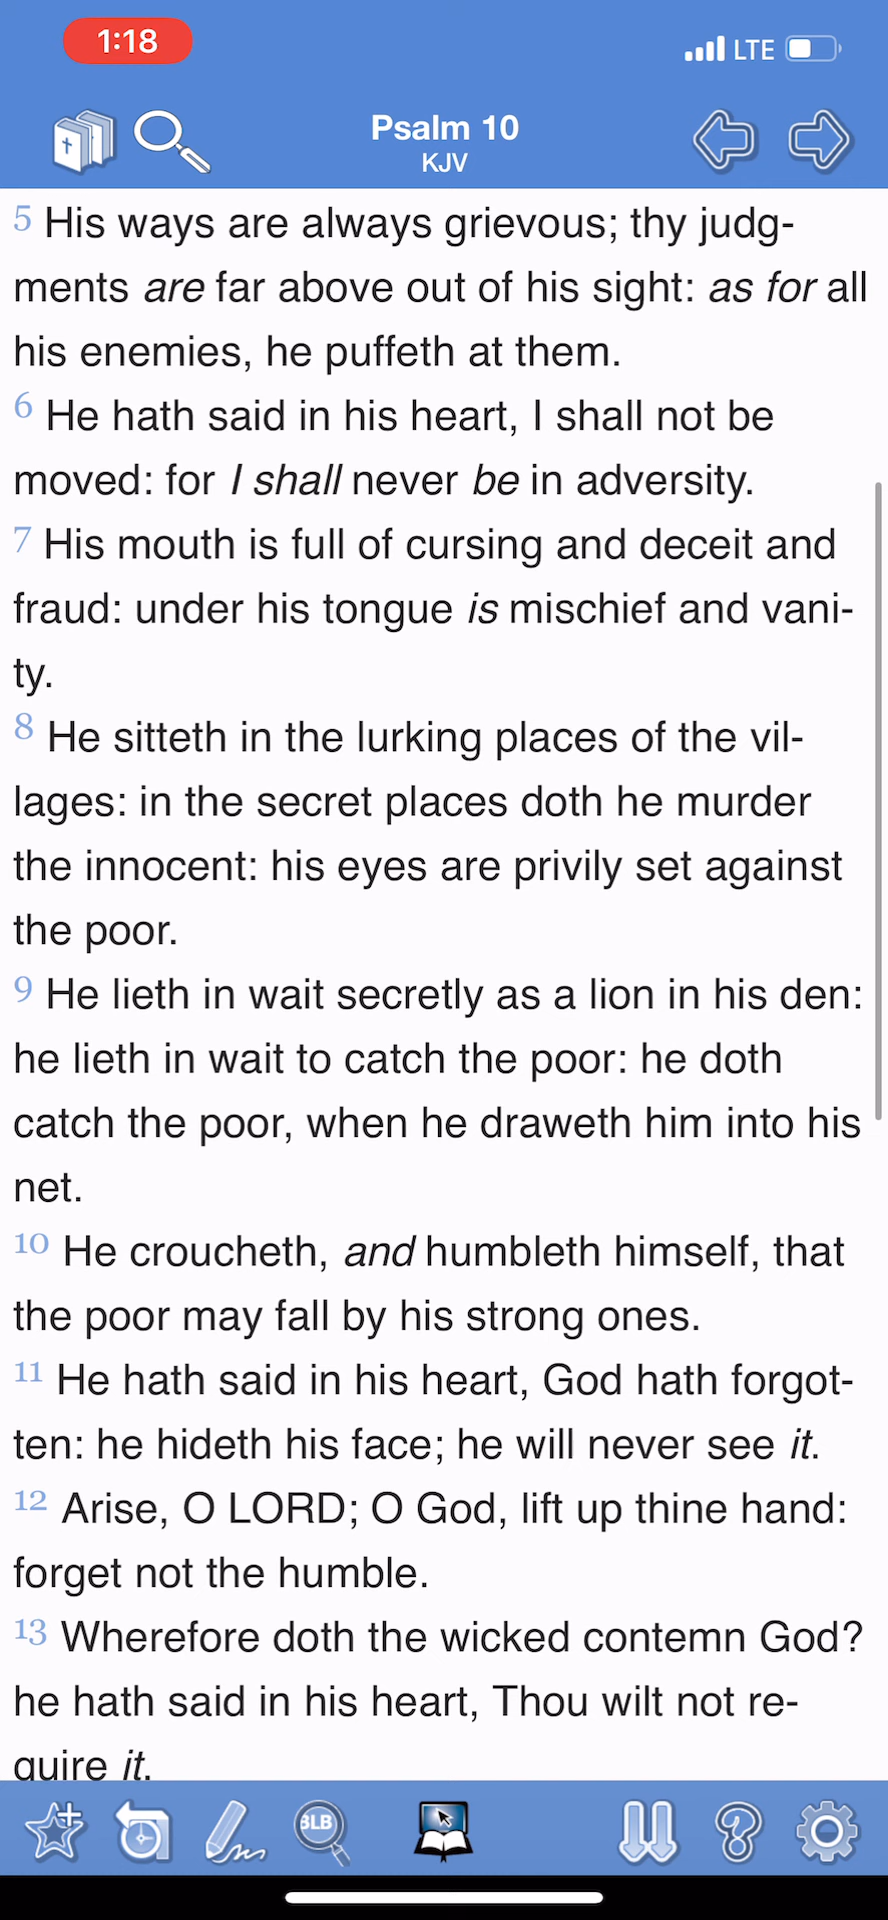 1:18
LTE
Psalm 10
KJV
5 His ways are always grievous; thy judg-
ments are far above out of his sight: as for all
his enemies, he puffeth at them.
6 He hath said in his heart, I shall not be
moved: for I shall never be in adversity.
7 His mouth is full of cursing and deceit and
fraud: under his tongue is mischief and vani-
ty.
8 He sitteth in the lurking places of the vil-
lages: in the secret places doth he murder
the innocent: his eyes are privily set against
the poor.
9 He lieth in wait secretly as a lion in his den:
he lieth in wait to catch the poor: he doth
catch the poor, when he draweth him into his
net.
10 He croucheth, and humbleth himself, that
the poor may fall by his strong ones.
11 He hath said in his heart, God hath forgot-
ten: he hideth his face; he will never see it.
12 Arise, O LORD; O God, lift up thine hand:
forget not the humble.
13 Wherefore doth the wicked contemn God?
he hath said in his heart, Thou wilt not re-
quire it.
BLB